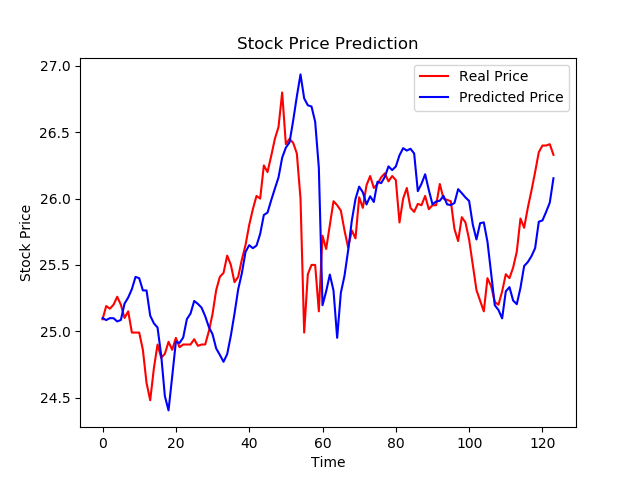 Stock Price Prediction
Real Price
Predicted Price
Stock Price
27.0
26.5
26.0
25.5
25.0
24.5
0 20 40 60 80 100 120
Time